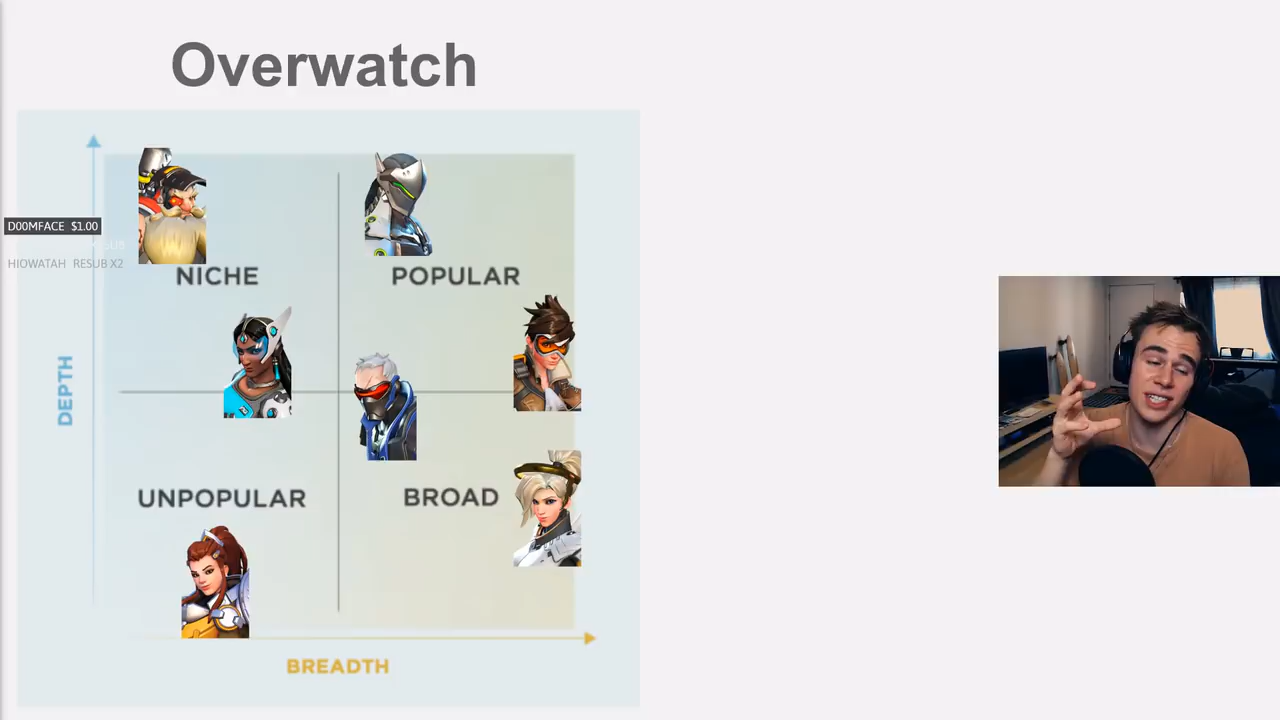 Overwatch
D00MFACE $1.00
HIOWATAH RESUB X2
NICHE
POPULAR
DEPTH
UNPOPULAR
BROAD
BREADTH